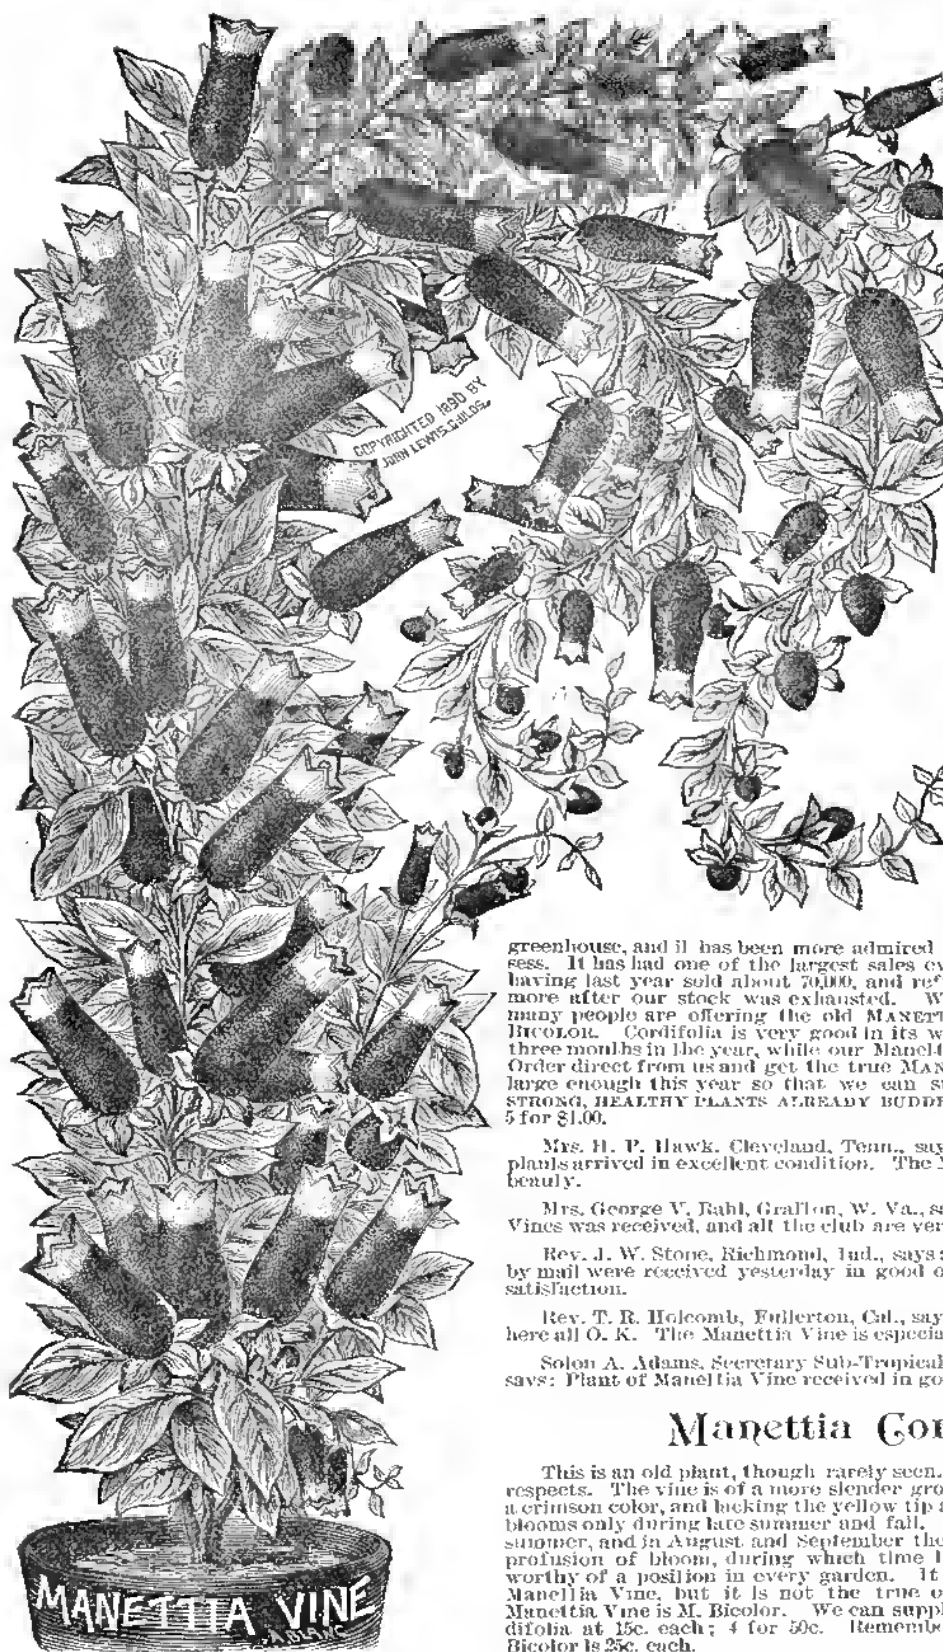 COPYRIGHTED 1890 BY
JOHN LEWIS CHILDS.
greenhouse, and it has been more admired
sess. It has had one of the largest sales ev
having last year sold about 70,000, and ref
more after our stock was exhausted. W
many people are offering the old MANETT
BICOLOR. Cordifolia is very good in its w
three months in the year, while our Manett
Order direct from us and get the true MAN
large enough this year so that we can s
STRONG, HEALTHY PLANTS ALREADY BUDDE
5 for $1.00.
Mrs. H. P. Hawk, Cleveland, Tenn., say
plants arrived in excellent condition. The M
beauty.
Mrs. George V. Rahl, Grafton, W. Va., s
Vines was received, and all the club are ver
Rev. J. W. Stone, Richmond, Ind., says:
by mail were received yesterday in good o
satisfaction.
Rev. T. R. Holcomb, Fullerton, Cal., say
here all O. K. The Manettia Vine is especia
Solon A. Adams, Secretary Sub-Tropical
says: Plant of Manettia Vine received in go
Manettia Cor
This is an old plant, though rarely seen.
respects. The vine is of a more slender gro
a crimson color, and lacking the yellow tip a
blooms only during late summer and fall.
summer, and in August and September the
profusion of bloom, during which time i
worthy of a position in every garden. It
Manettia Vine, but it is not the true o
Manettia Vine is M. Bicolor. We can suppl
difolia at 15c. each; 4 for 50c. Remembe
Bicolor is 25c. each.
MANETTIA VINE
A. BLANC